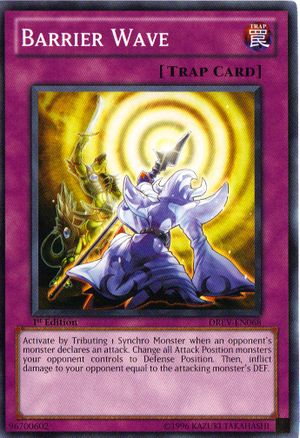 BARRIER WAVE
TRAP
罠
[TRAP CARD]
1st Edition
DREV-EN068
Activate by Tributing 1 Synchro Monster when an opponent's
monster declares an attack. Change all Attack Position monsters
your opponent controls to Defense Position. Then, inflict
damage to your opponent equal to the attacking monster's DEF.
96700602
©1996 KAZUKI TAKAHASHI